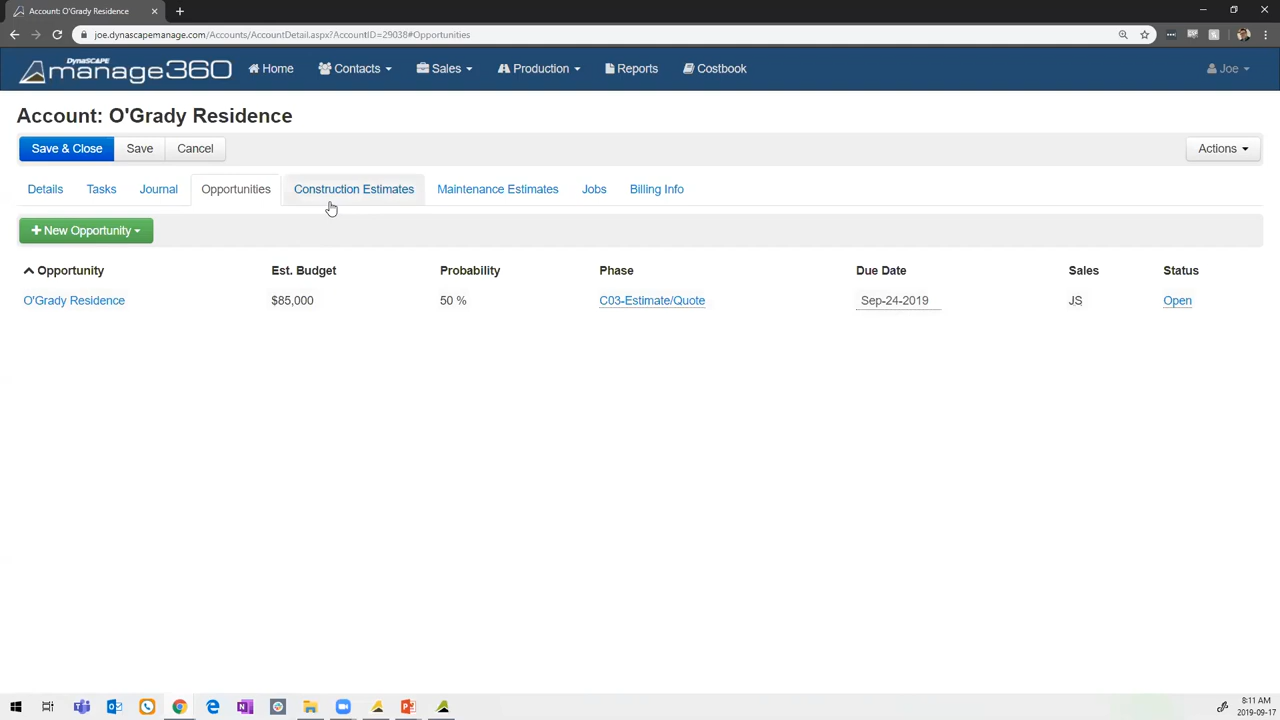 Account: O'Grady Residence
joe.dynascapemanage.com/Accounts/AccountDetail.aspx?AccountID=29038#Opportunities
DynaSCAPE
manage360
Home
Contacts
Sales
Production
Reports
Costbook
Joe
Account: O'Grady Residence
Save & Close
Save
Cancel
Actions
Details
Tasks
Journal
Opportunities
Construction Estimates
Maintenance Estimates
Jobs
Billing Info
New Opportunity
Opportunity
Est. Budget
Probability
Phase
Due Date
Sales
Status
O'Grady Residence
$85,000
50 %
C03-Estimate/Quote
Sep-24-2019
JS
Open
8:11 AM
2019-09-17